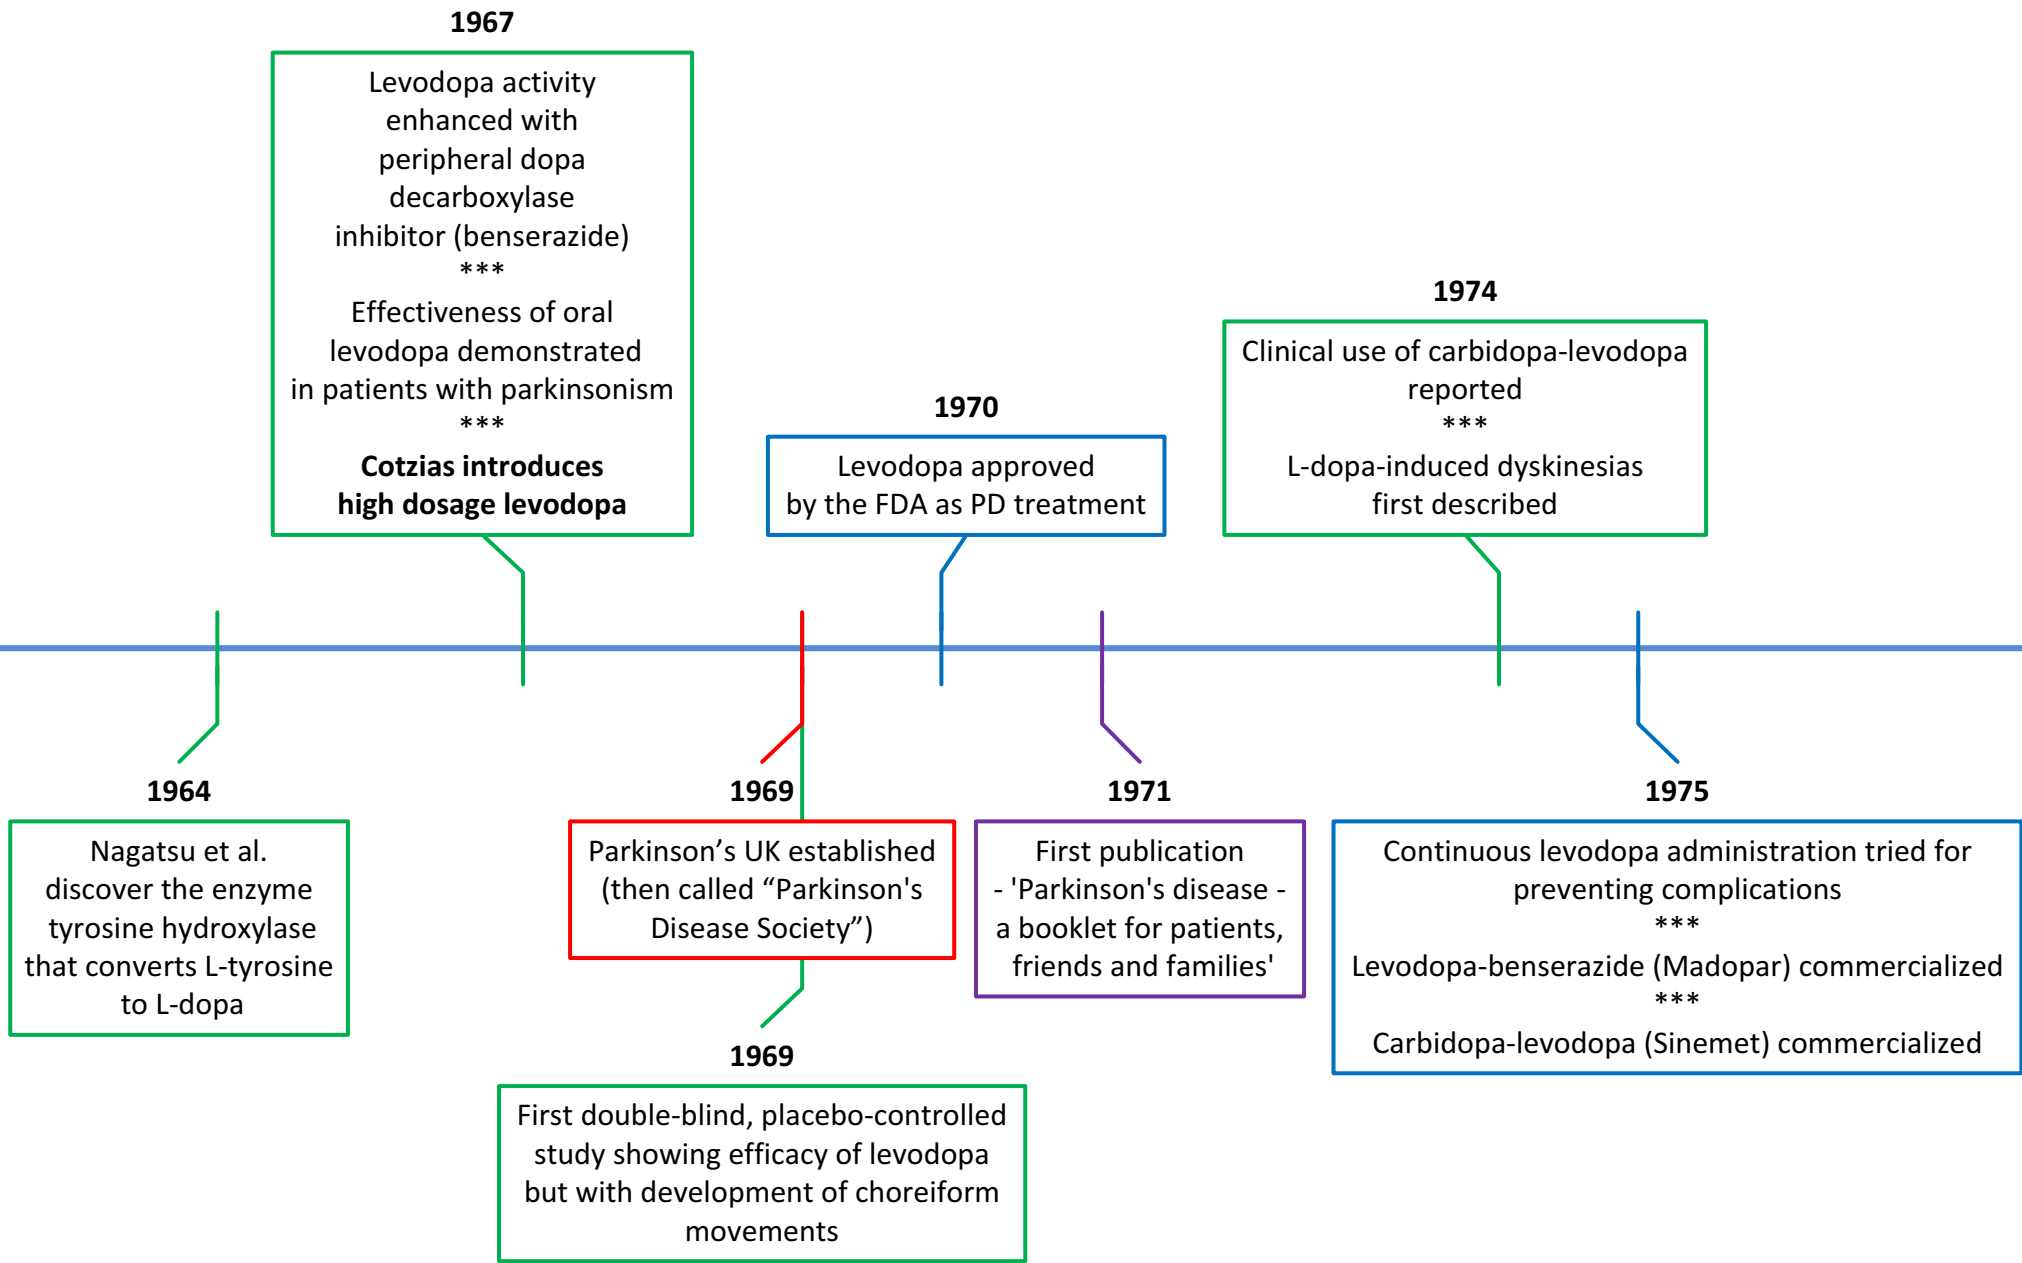 1967
Levodopa activity
enhanced with
peripheral dopa
decarboxylase
inhibitor (benserazide)
***
Effectiveness of oral
levodopa demonstrated
in patients with parkinsonism
***
Cotzias introduces
high dosage levodopa
1970
Levodopa approved
by the FDA as PD treatment
1974
Clinical use of carbidopa-levodopa
reported
***
L-dopa-induced dyskinesias
first described
1964
Nagatsu et al.
discover the enzyme
tyrosine hydroxylase
that converts L-tyrosine
to L-dopa
1969
Parkinson’s UK established
(then called “Parkinson's
Disease Society”)
1969
First double-blind, placebo-controlled
study showing efficacy of levodopa
but with development of choreiform
movements
1971
First publication
- 'Parkinson's disease -
a booklet for patients,
friends and families'
1975
Continuous levodopa administration tried for
preventing complications
***
Levodopa-benserazide (Madopar) commercialized
***
Carbidopa-levodopa (Sinemet) commercialized